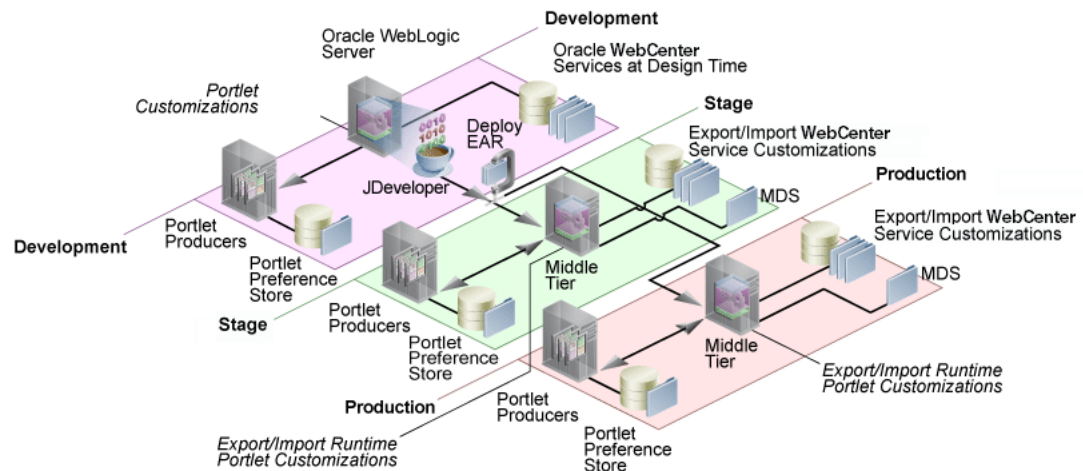 Development
Oracle WebLogic
Server
Oracle WebCenter
Services at Design Time
Portlet
Customizations
Stage
0010
1010
Deploy
EAR
Export/Import WebCenter
Service Customizations
JDeveloper
Production
MDS
Portlet
Producers
Export/Import WebCenter
Service Customizations
Development
Portlet
Preference
Store
Middle
Tier
MDS
Stage
Portlet
Producers
Portlet
Preference
Store
Middle
Tier
Export/Import Runtime
Portlet Customizations
Production
Portlet
Producers
Export/Import Runtime
Portlet Customizations
Portlet
Preference
Store